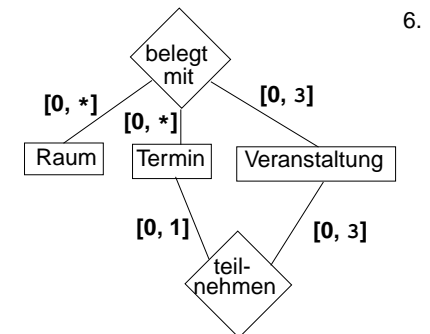 6.
belegt
mit
[0, *]
[0, *]
[0, 3]
Raum
Termin
Veranstaltung
[0, 1]
[0, 3]
teil-
nehmen